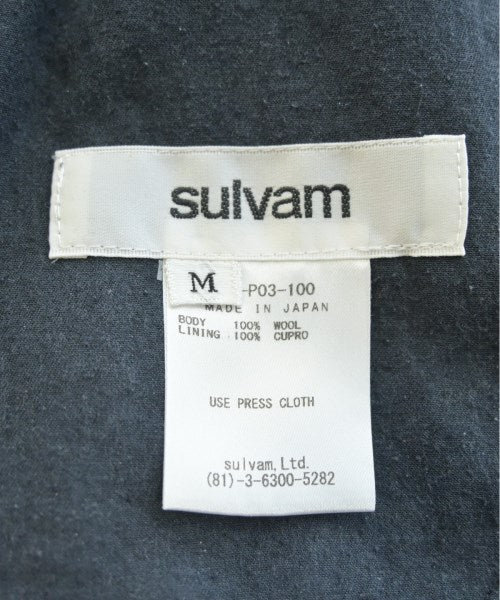 sulvam
M
-P03-100
MADE IN JAPAN
BODY 100% WOOL
LINING 100% CUPRO
USE PRESS CLOTH
sulvam, Ltd.
(81)-3-6300-5282